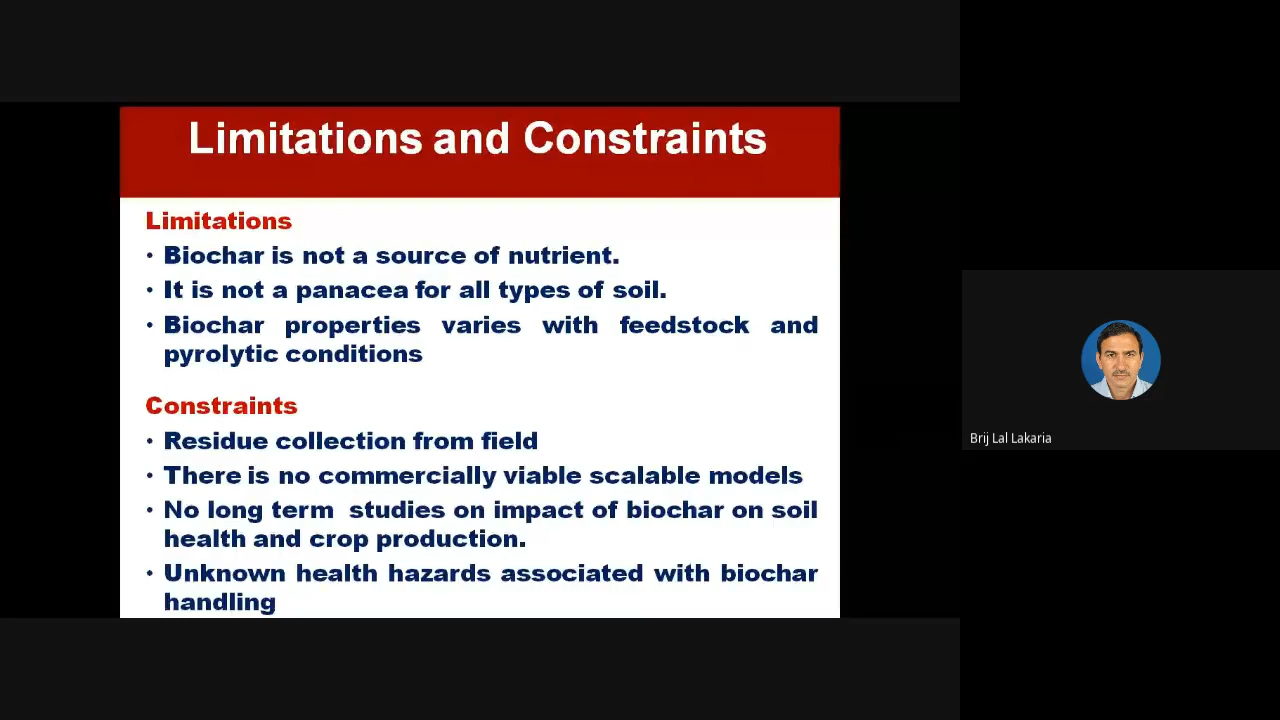 Limitations and Constraints
Limitations
• Biochar is not a source of nutrient.
• It is not a panacea for all types of soil.
• Biochar properties varies with feedstock and
pyrolytic conditions
Constraints
• Residue collection from field
• There is no commercially viable scalable models
• No long term studies on impact of biochar on soil
health and crop production.
• Unknown health hazards associated with biochar
handling
Brij Lal Lakaria